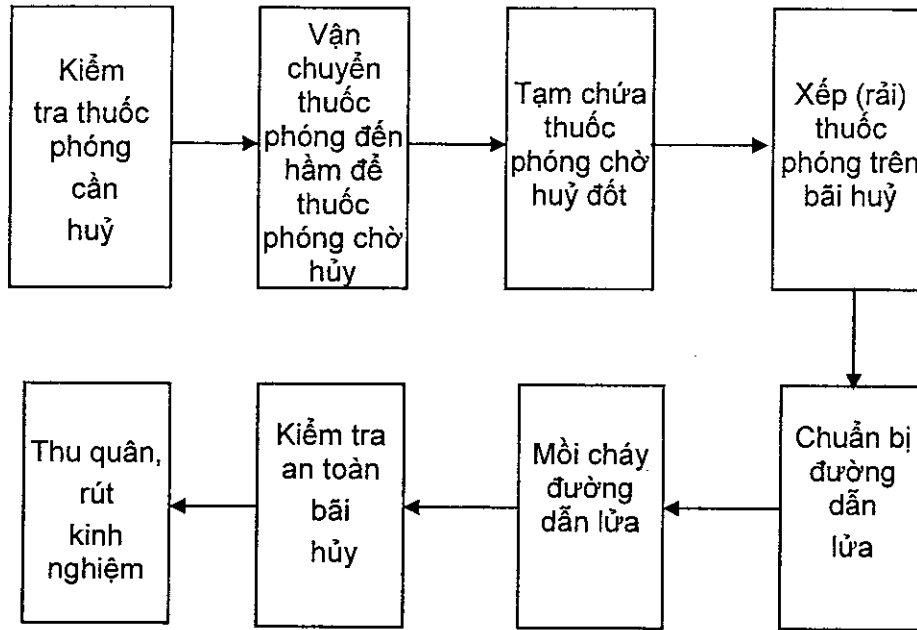 Kiểm
tra thuốc
phóng
cần
huỷ
Vận
chuyển
thuốc
phóng đến
hầm để
thuốc
phóng chờ
hủy
Tạm chứa
thuốc
phóng chờ
huỷ đốt
Xếp (rải)
thuốc
phóng trên
bãi huỷ
Chuẩn bị
đường
dẫn
lửa
Mồi cháy
đường
dẫn lửa
Kiểm tra
an toàn
bãi
hủy
Thu quân,
rút
kinh
nghiệm